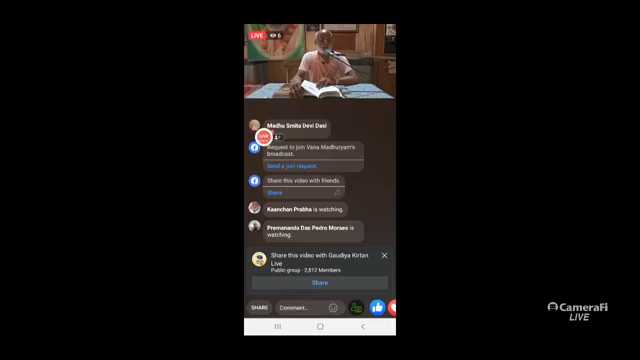 LIVE 6
Madhu Smita Devi Dasi
Request to join Vana Madhuryam's
broadcast.
Send a join request.
Share this video with friends.
Share
Kaanchan Prabha is watching.
Premananda Das Pedro Moraes is
watching.
Share this video with Gaudiya Kirtan
Live
Public group · 2,812 Members
Share
SHARE
Comment...
CameraFi
LIVE